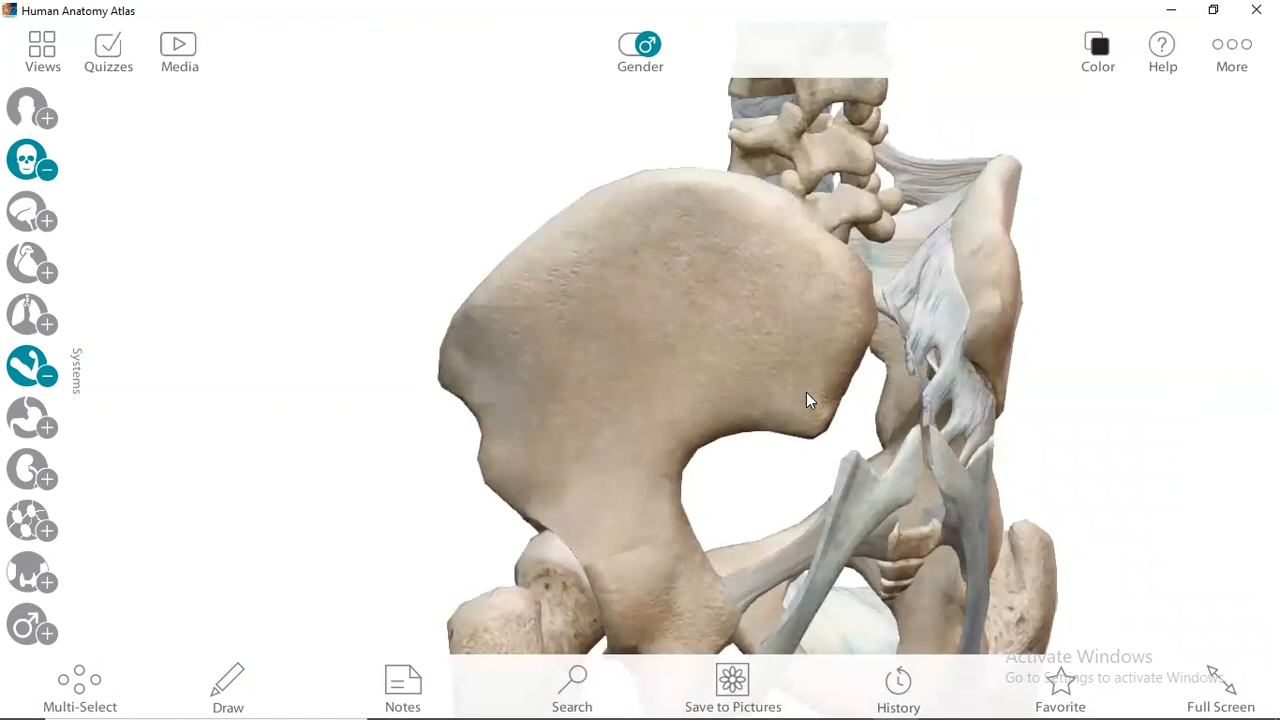 Human Anatomy Atlas
Views
Quizzes
Media
Gender
Color
Help
More
Systems
Activate Windows
Go to Settings to activate Windows.
Multi-Select
Draw
Notes
Search
Save to Pictures
History
Favorite
Full Screen